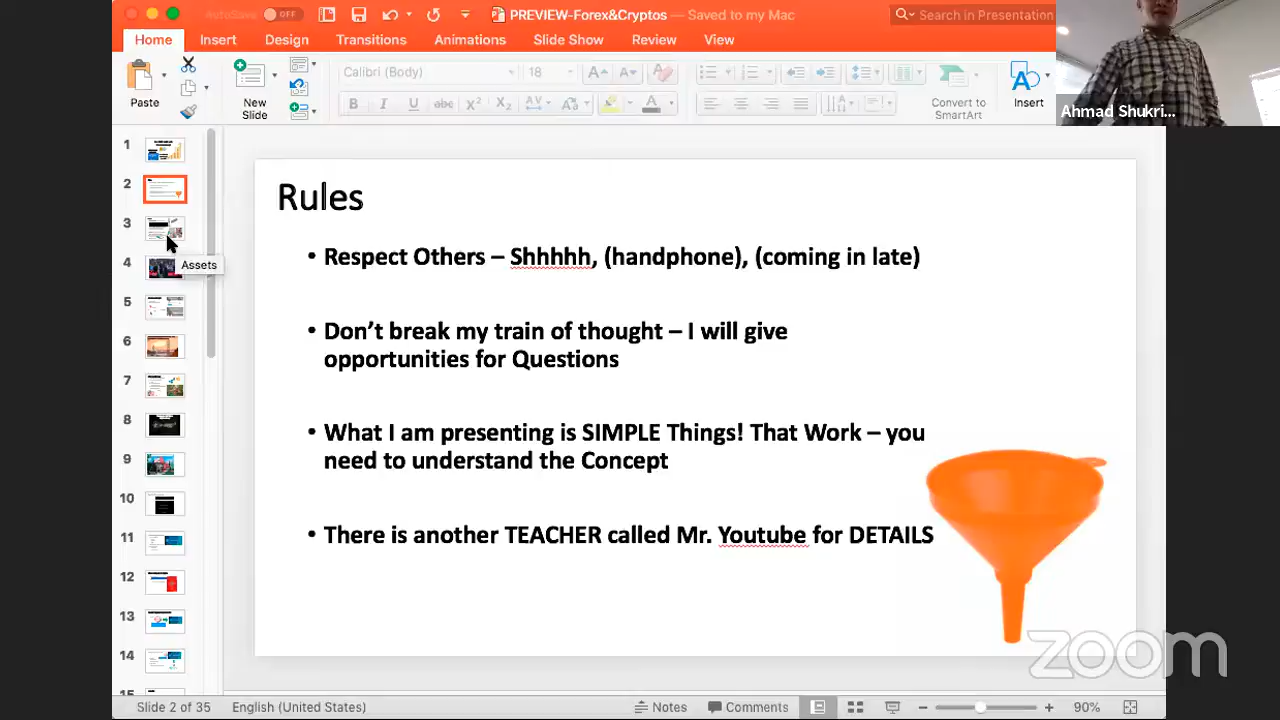 AutoSave OFF
PREVIEW-Forex&Cryptos — Saved to my Mac
Search in Presentation
Home Insert Design Transitions Animations Slide Show Review View
Paste
New
Slide
Calibri (Body)
18
Convert to
SmartArt
Insert
Ahmad Shukri...
1
2
3
4
5
6
7
8
9
10
11
12
13
14
15
Assets
Rules
• Respect Others – Shhhhh, (handphone), (coming in late)
• Don't break my train of thought – I will give
opportunities for Questions
• What I am presenting is SIMPLE Things! That Work – you
need to understand the Concept
• There is another TEACHER called Mr. Youtube for DETAILS
zoom
Slide 2 of 35
English (United States)
Notes
Comments
90%